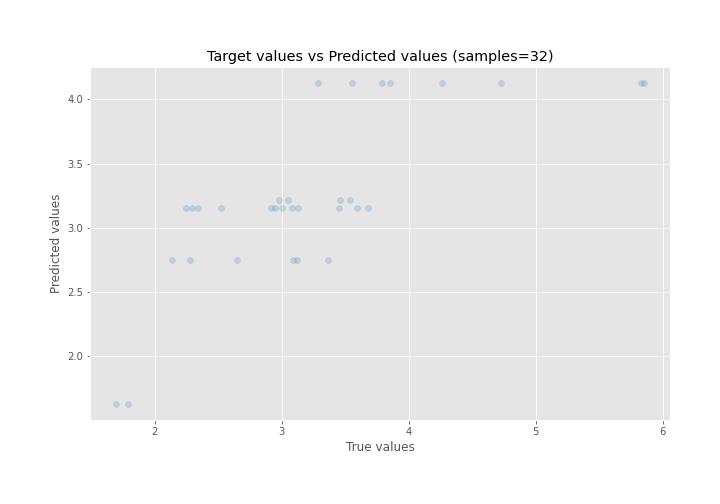 Target values vs Predicted values (samples=32)
4.0
3.5
3.0
2.5
2.0
Predicted values
2 3 4 5 6
True values